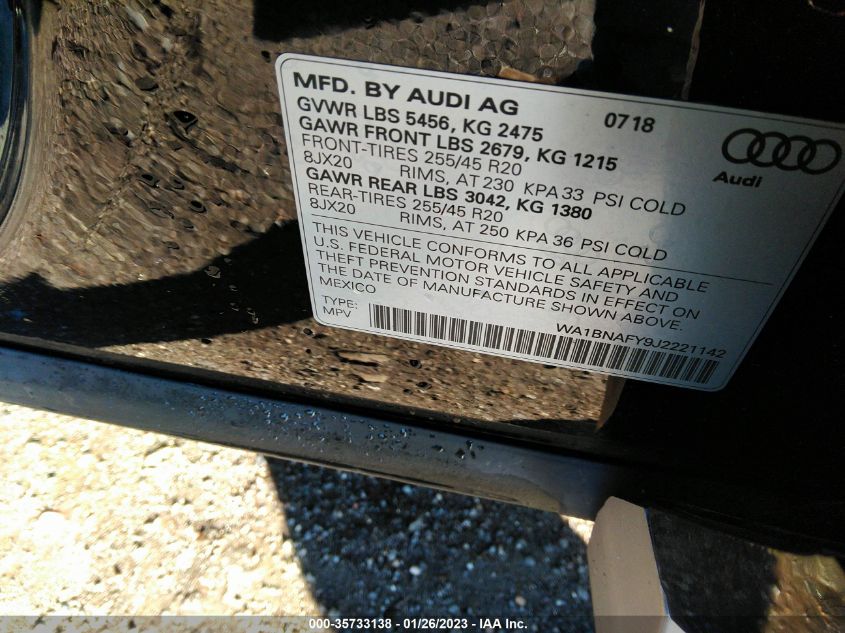 MFD. BY AUDI AG 0718
GVWR LBS 5456, KG 2475
GAWR FRONT LBS 2679, KG 1215
FRONT-TIRES 255/45 R20
8JX20 RIMS, AT 230 KPA 33 PSI COLD
GAWR REAR LBS 3042, KG 1380
REAR-TIRES 255/45 R20
8JX20 RIMS, AT 250 KPA 36 PSI COLD
Audi
THIS VEHICLE CONFORMS TO ALL APPLICABLE
U.S. FEDERAL MOTOR VEHICLE SAFETY AND
THEFT PREVENTION STANDARDS IN EFFECT ON
THE DATE OF MANUFACTURE SHOWN ABOVE.
MEXICO
TYPE:
MPV
WA1BNAFY9J2221142
000-35733138 - 01/26/2023 - IAA Inc.